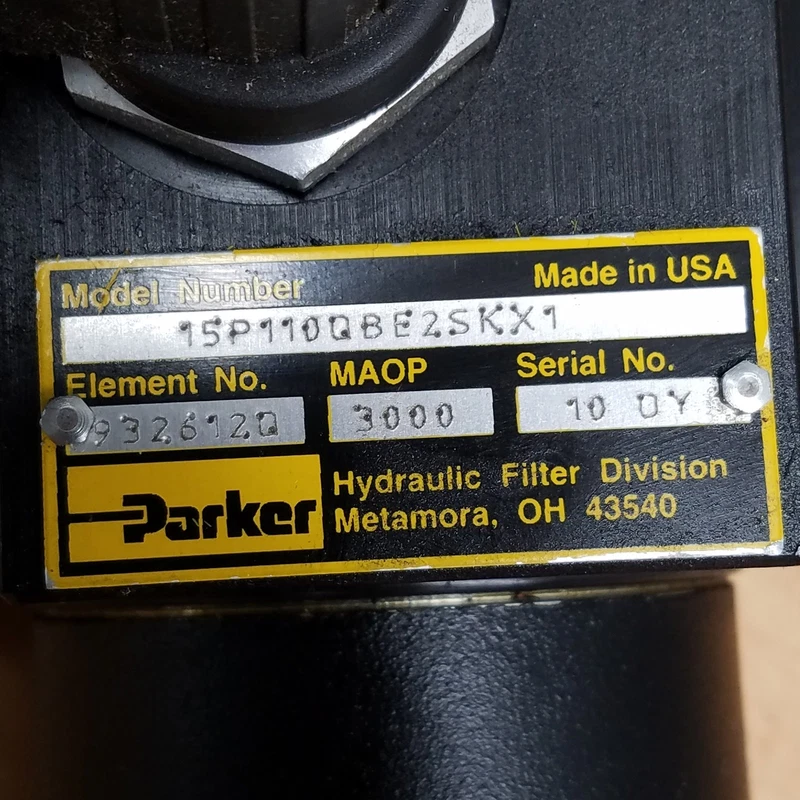 Model Number Made in USA
15P110QBE2SKX1
Element No. MAOP Serial No.
932612Q 3000 10 DY
Parker Hydraulic Filter Division
Metamora, OH 43540